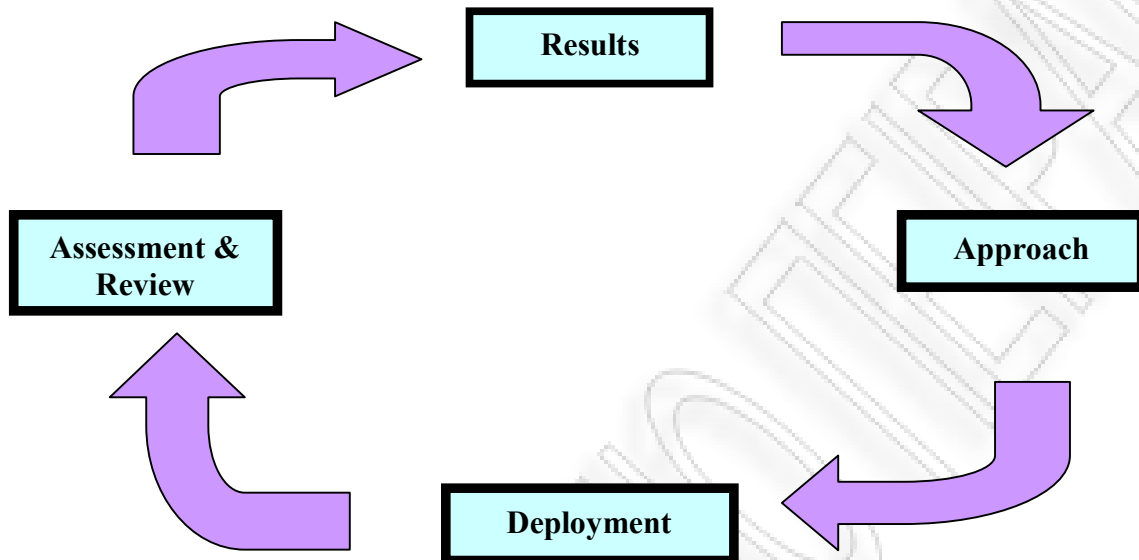 Results
Assessment &
Review
Approach
Deployment